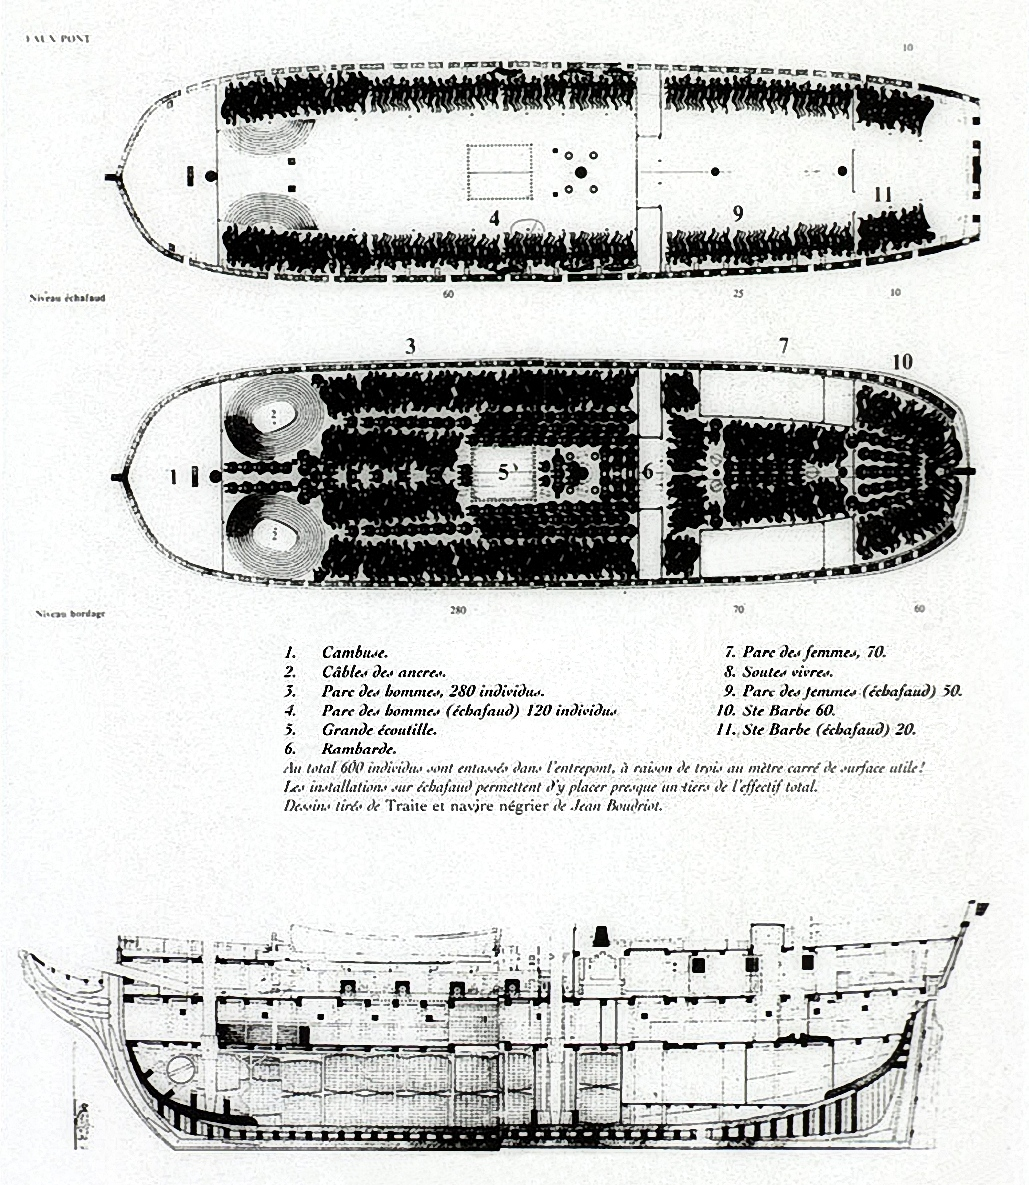 FAUX PONT
10
11
4
9
Niveau échafaud
60
25
10
3
7
10
2
1
5
6
2
Niveau bordage
280
70
60
1. Cambuse.
2. Câbles des ancres.
3. Parc des hommes, 280 individus.
4. Parc des hommes (échafaud) 120 individus
5. Grande écoutille.
6. Rambarde.
7. Parc des femmes, 70.
8. Soutes vivres.
9. Parc des femmes (échafaud) 50.
10. Ste Barbe 60.
11. Ste Barbe (échafaud) 20.
Au total 600 individus sont entassés dans l'entrepont, à raison de trois au mètre carré de surface utile!
Les installations sur échafaud permettent d'y placer presque un tiers de l'effectif total.
Dessins tirés de Traite et navire négrier de Jean Boudriot.